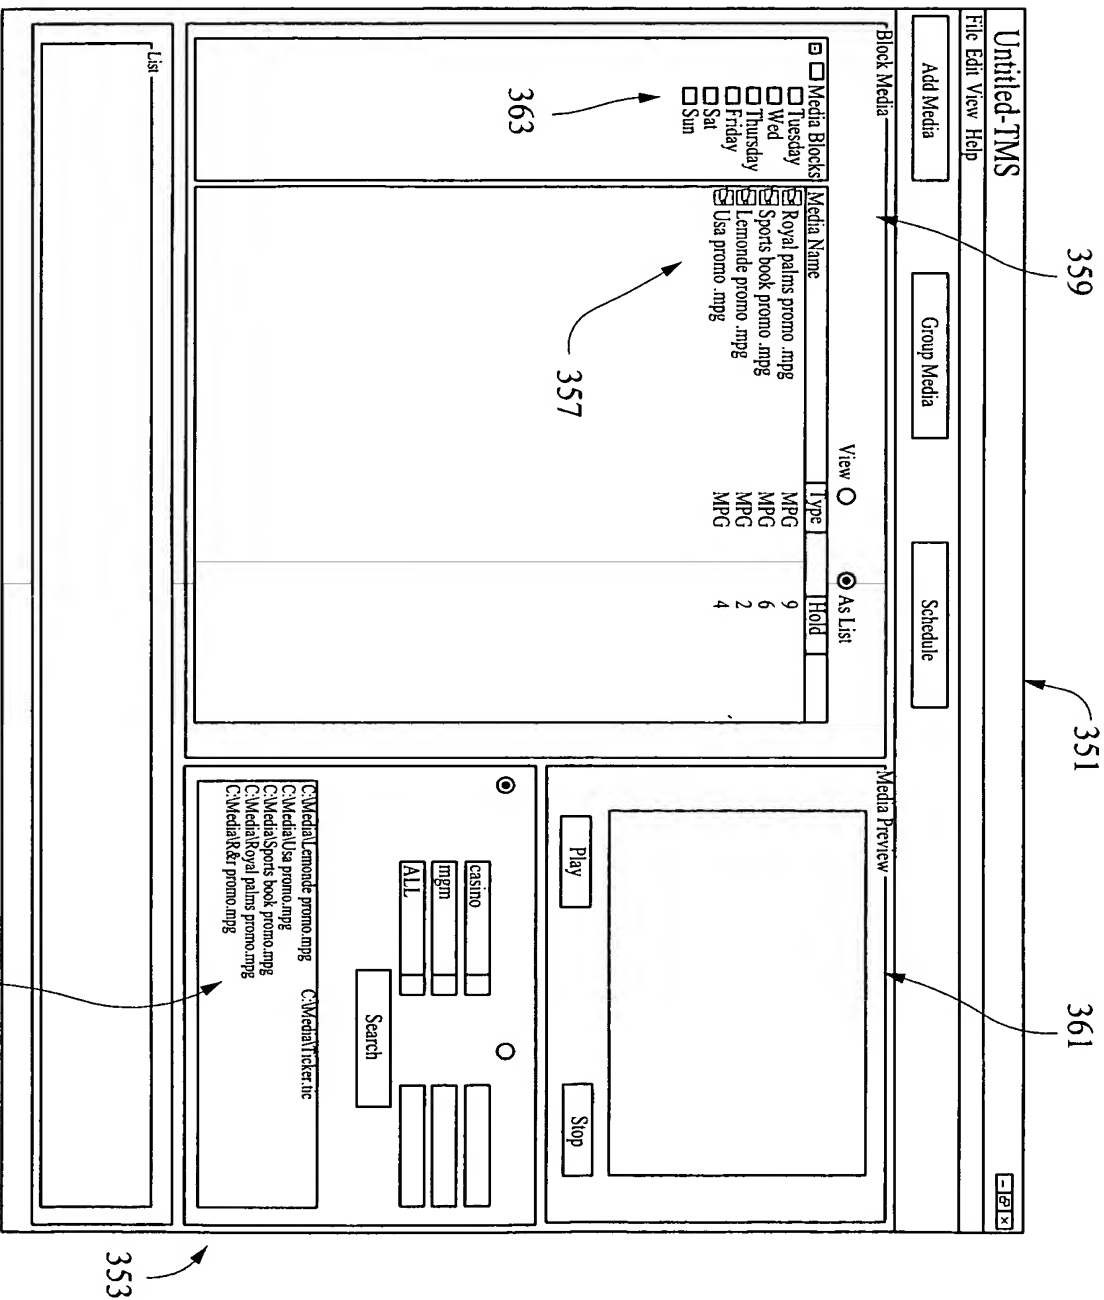 351
359
361
Untitled-TMS
File Edit View Help
Add Media
Group Media
Schedule
Block Media
View
As List
Media Blocks
Tuesday
Wed
Thursday
Friday
Sat
Sun
363
Media Name Type Hold
Royal palms promo .mpg MPG 9
Sports book promo .mpg MPG 6
Lemonde promo .mpg MPG 2
Usa promo .mpg MPG 4
357
Media Preview
Play
Stop
casino
mgm
ALL
Search
C:\Media\Lemonde promo.mpg C:\Media\Ticker.tic
C:\Media\Usa promo.mpg
C:\Media\Sports book promo.mpg
C:\Media\Royal palms promo.mpg
C:\Media\R&r promo.mpg
353
List